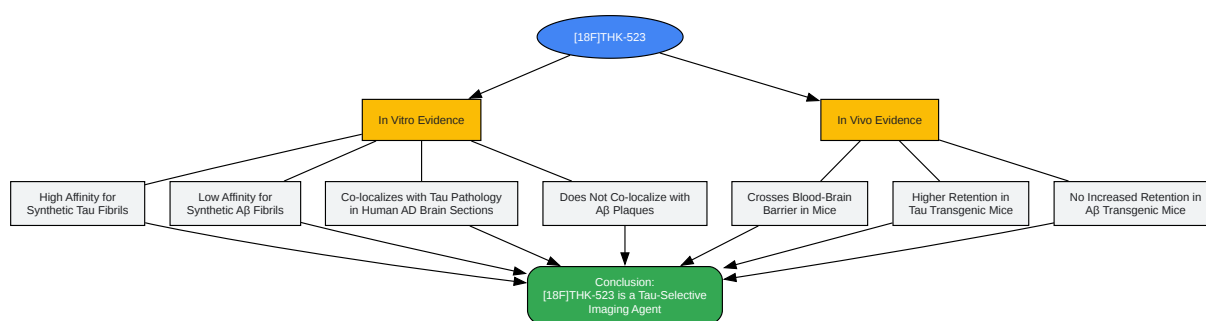 [18F]THK-523
In Vitro Evidence
In Vivo Evidence
High Affinity for
Synthetic Tau Fibrils
Low Affinity for
Synthetic Aβ Fibrils
Co-localizes with Tau Pathology
in Human AD Brain Sections
Does Not Co-localize with
Aβ Plaques
Crosses Blood-Brain
Barrier in Mice
Higher Retention in
Tau Transgenic Mice
No Increased Retention in
Aβ Transgenic Mice
Conclusion:
[18F]THK-523 is a Tau-Selective
Imaging Agent